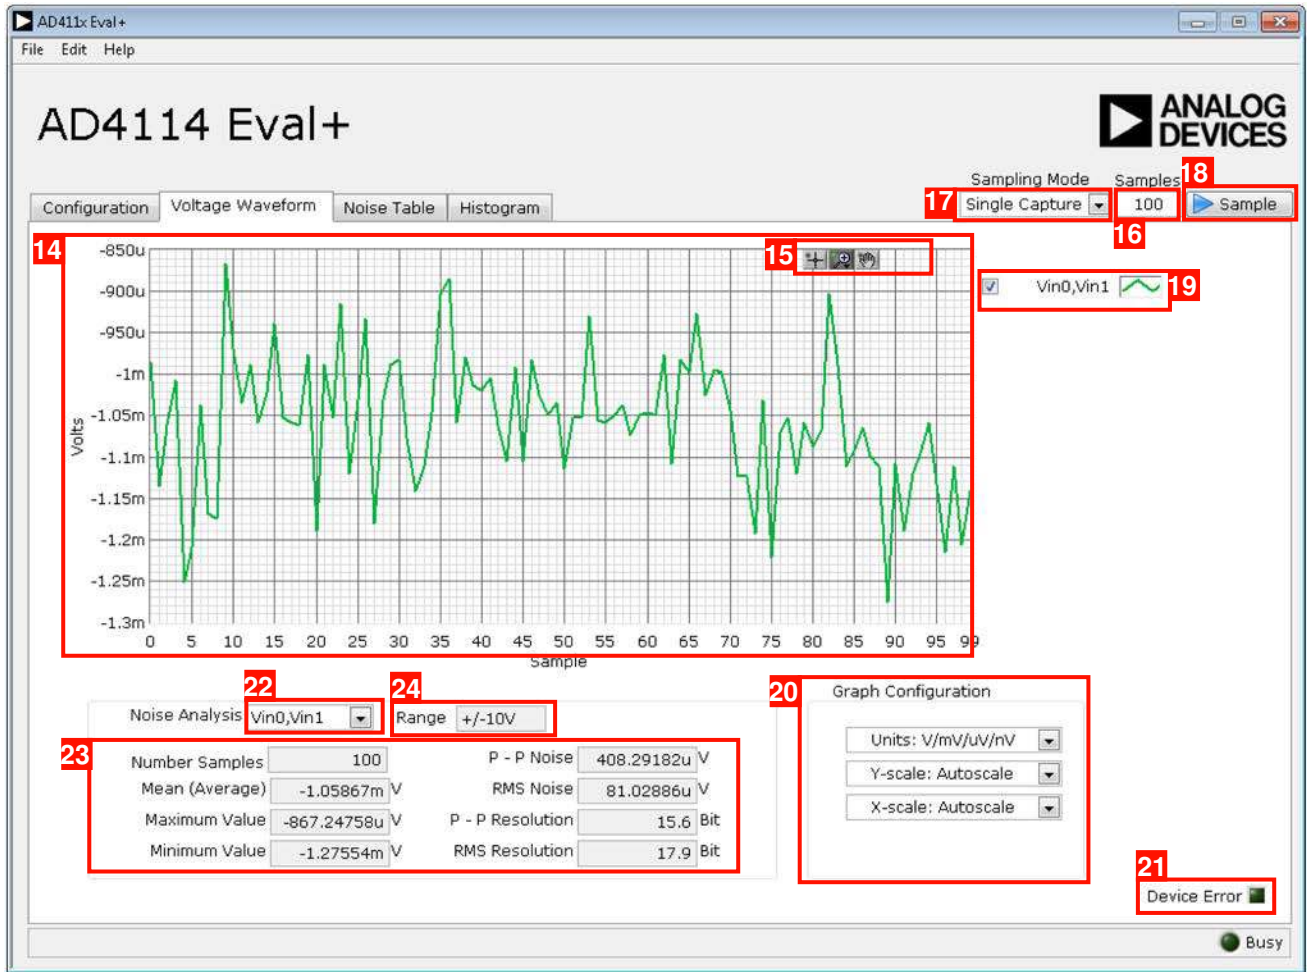 AD411x Eval+
File Edit Help
AD4114 Eval+
ANALOG
DEVICES
Sampling Mode Samples 18
Configuration Voltage Waveform Noise Table Histogram 17 Single Capture 100 Sample
16
14 -850u 15
-900u Vin0,Vin1 19
-950u
-1m
-1.05m
Volts
-1.1m
-1.15m
-1.2m
-1.25m
-1.3m
0 5 10 15 20 25 30 35 40 45 50 55 60 65 70 75 80 85 90 95 99
Sample
22 24 20 Graph Configuration
Noise Analysis Vin0,Vin1 Range +/-10V
Units: V/mV/uV/nV
23 Number Samples 100 P - P Noise 408.29182u V
Y-scale: Autoscale
Mean (Average) -1.05867m V RMS Noise 81.02886u V
X-scale: Autoscale
Maximum Value -867.24758u V P - P Resolution 15.6 Bit
Minimum Value -1.27554m V RMS Resolution 17.9 Bit
21
Device Error
Busy